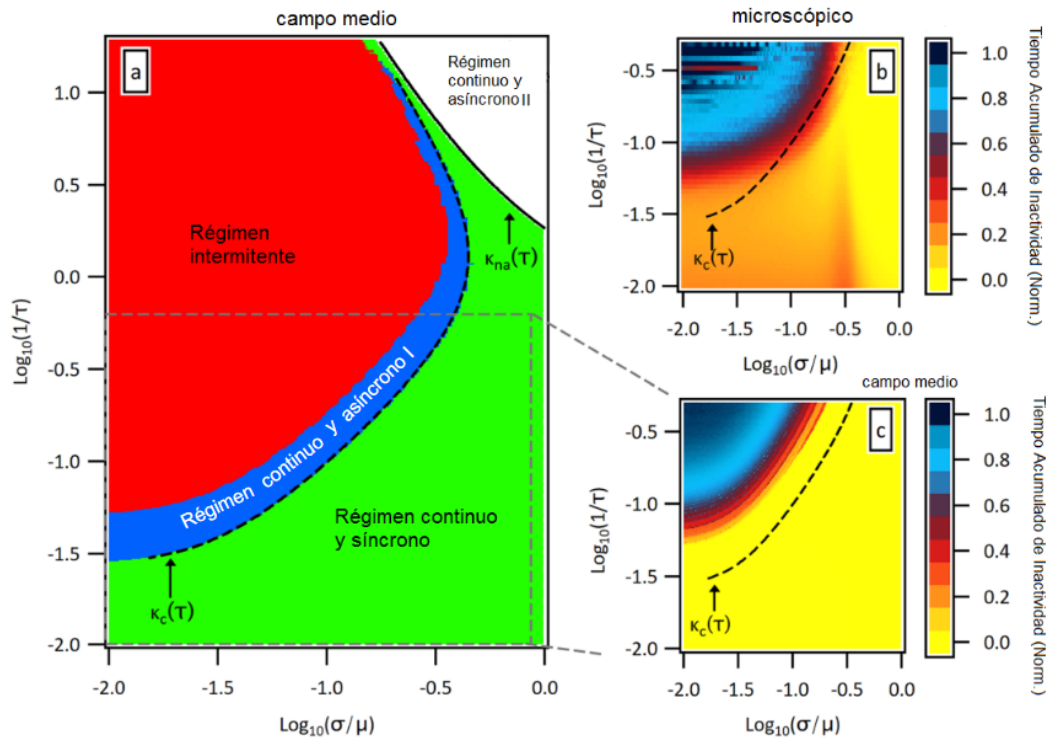 campo medio
a
Régimen
continuo y
asíncrono II
Régimen
intermitente
κna(τ)
Régimen continuo y asíncrono I
Régimen continuo
y síncrono
κc(τ)
Log10(1/τ)
1.0
0.5
0.0
-0.5
-1.0
-1.5
-2.0
-2.0
-1.5
-1.0
-0.5
0.0
Log10(σ/μ)
microscópico
b
κc(τ)
Log10(1/τ)
-0.5
-1.0
-1.5
-2.0
-2.0
-1.5
-1.0
-0.5
0.0
Log10(σ/μ)
1.0
0.8
0.6
0.4
0.2
0.0
Tiempo Acumulado de Inactividad (Norm.)
campo medio
c
κc(τ)
Log10(1/τ)
-0.5
-1.0
-1.5
-2.0
-2.0
-1.5
-1.0
-0.5
0.0
Log10(σ/μ)
1.0
0.8
0.6
0.4
0.2
0.0
Tiempo Acumulado de Inactividad (Norm.)